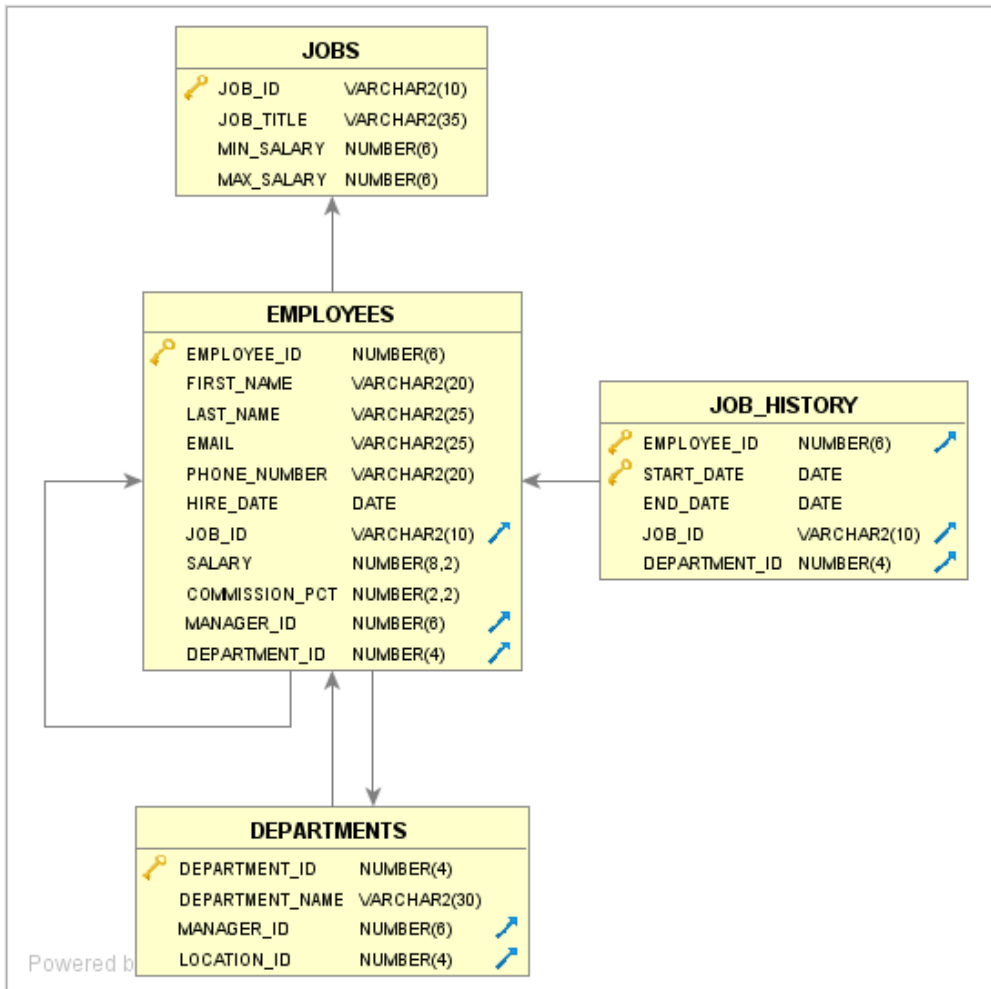 JOBS
JOB_ID VARCHAR2(10)
JOB_TITLE VARCHAR2(35)
MIN_SALARY NUMBER(6)
MAX_SALARY NUMBER(6)
EMPLOYEES
EMPLOYEE_ID NUMBER(6)
FIRST_NAME VARCHAR2(20)
LAST_NAME VARCHAR2(25)
EMAIL VARCHAR2(25)
PHONE_NUMBER VARCHAR2(20)
HIRE_DATE DATE
JOB_ID VARCHAR2(10)
SALARY NUMBER(8,2)
COMMISSION_PCT NUMBER(2,2)
MANAGER_ID NUMBER(6)
DEPARTMENT_ID NUMBER(4)
JOB_HISTORY
EMPLOYEE_ID NUMBER(6)
START_DATE DATE
END_DATE DATE
JOB_ID VARCHAR2(10)
DEPARTMENT_ID NUMBER(4)
DEPARTMENTS
DEPARTMENT_ID NUMBER(4)
DEPARTMENT_NAME VARCHAR2(30)
MANAGER_ID NUMBER(6)
LOCATION_ID NUMBER(4)
Powered b